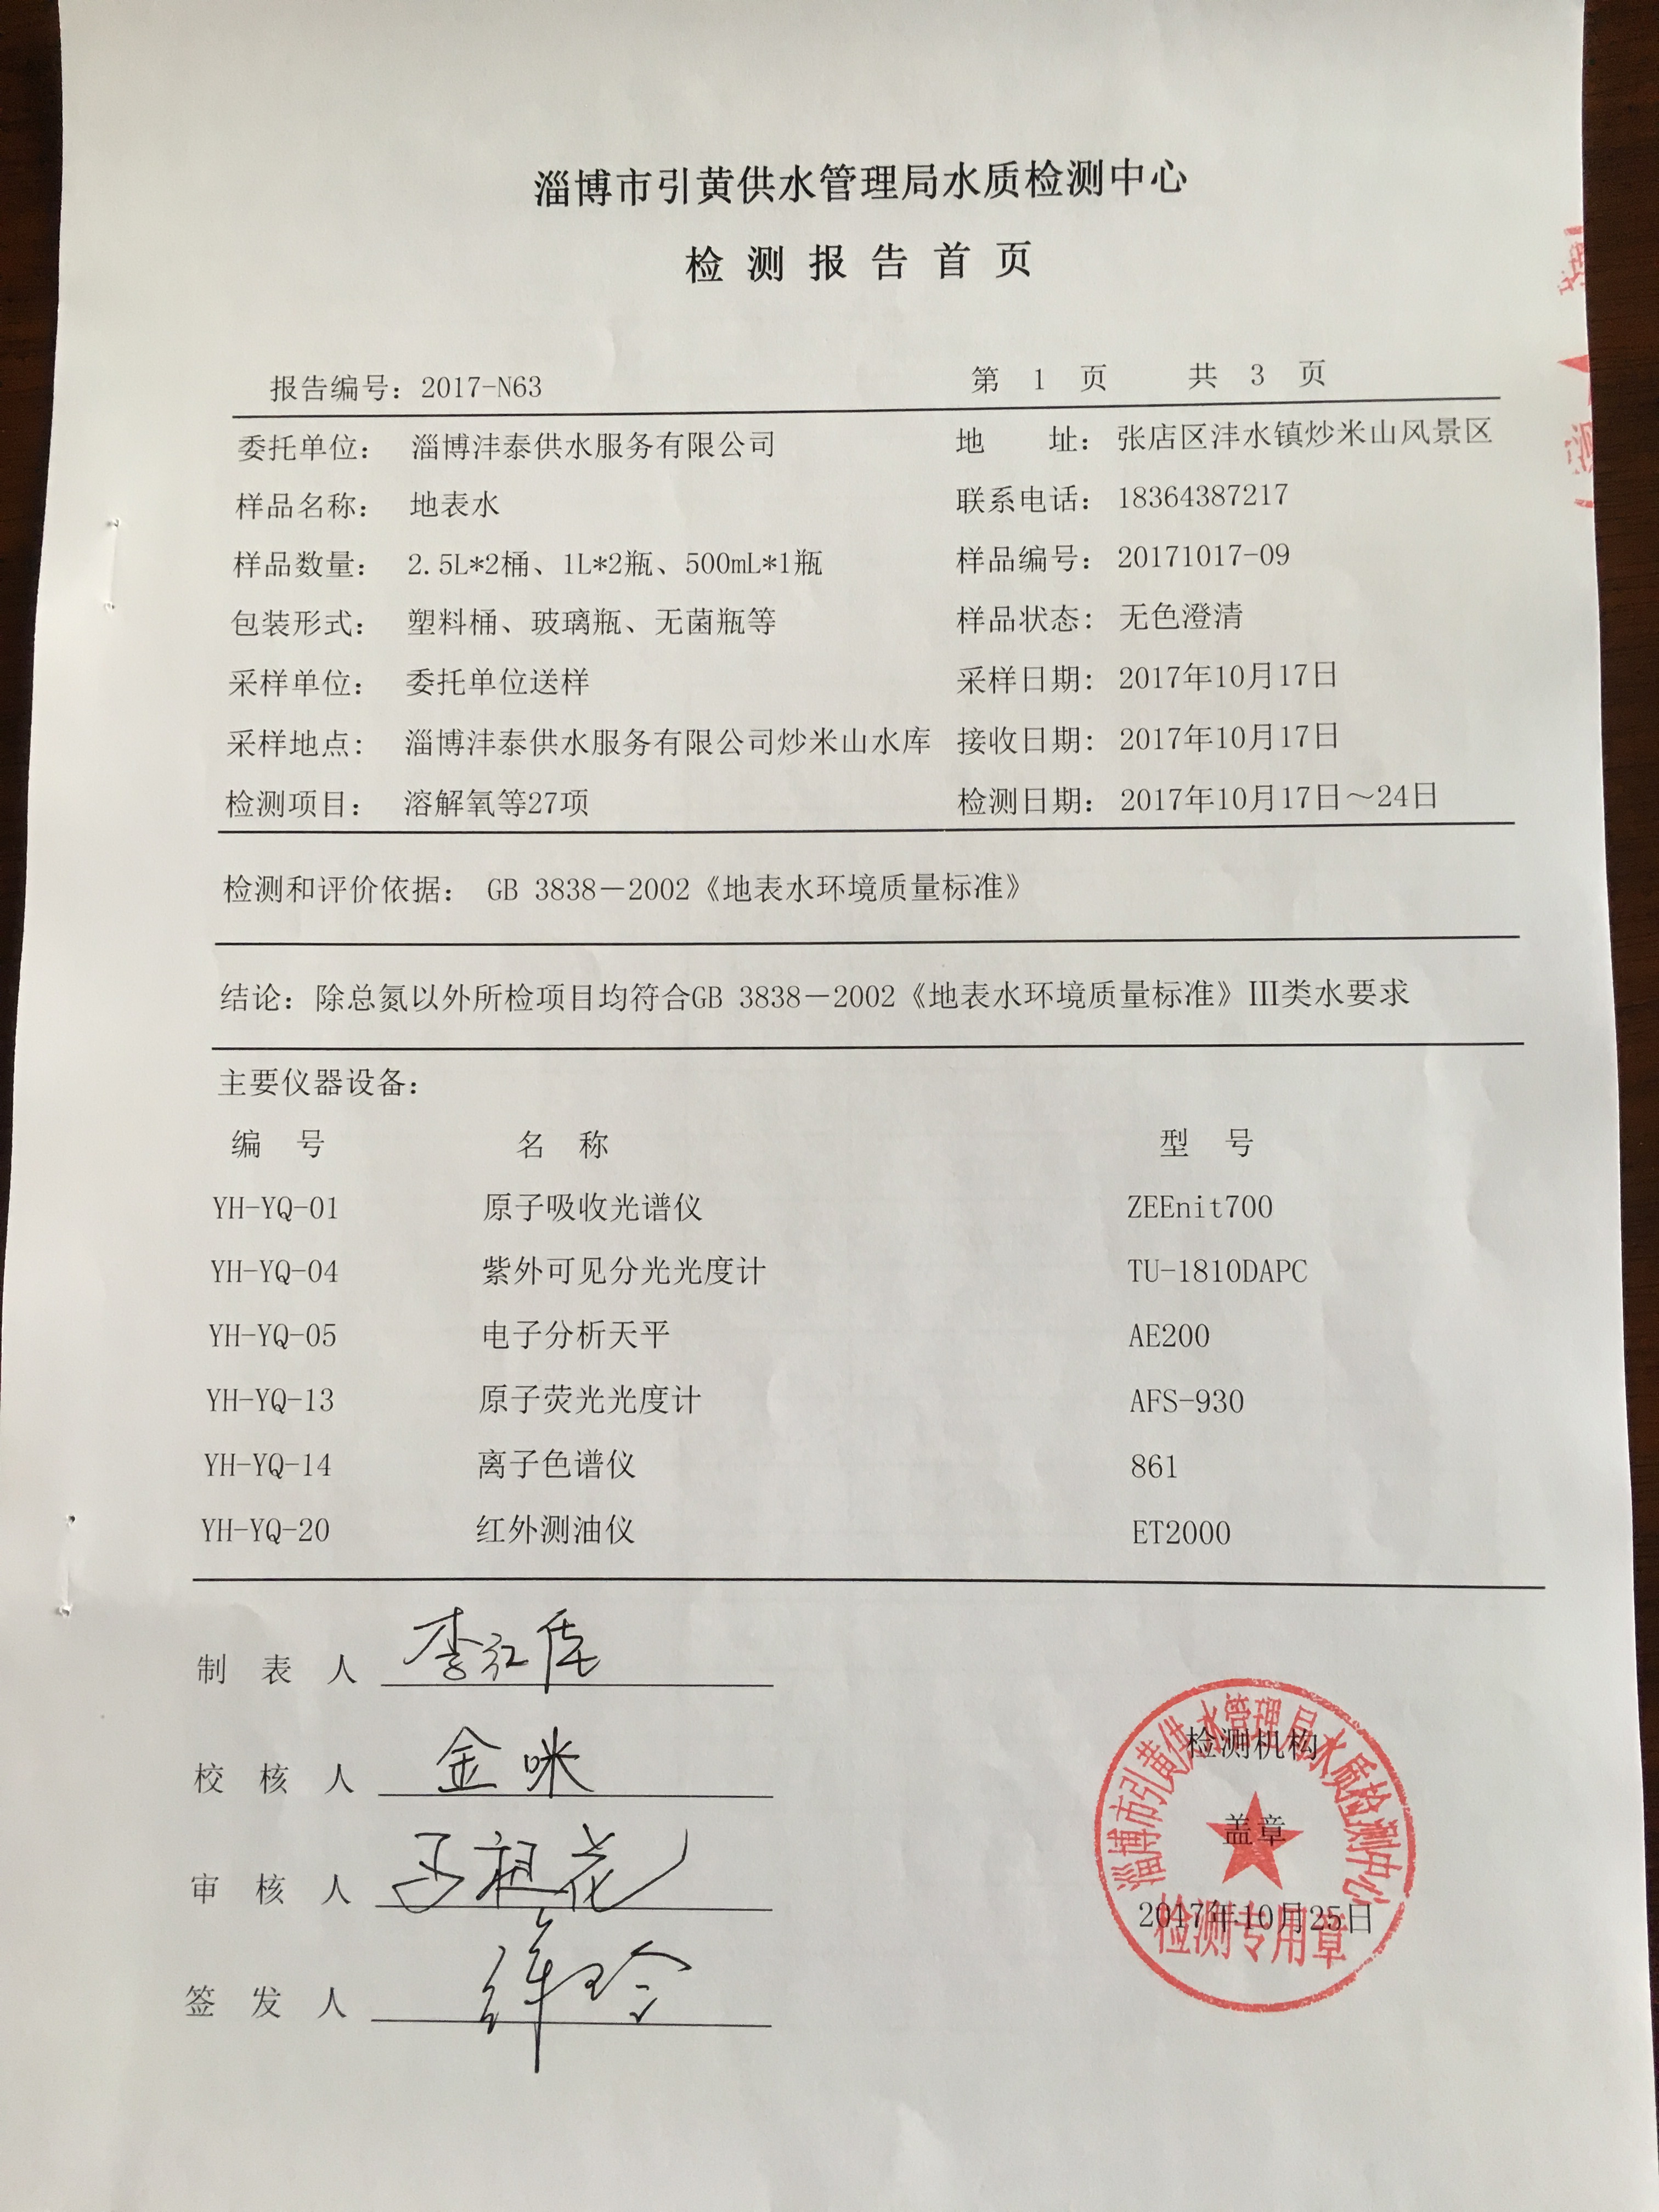 淄博市引黄供水管理局水质检测中心
检测报告首页
报告编号：2017-N63 第 1 页 共 3 页
委托单位： 淄博沣泰供水服务有限公司 地 址： 张店区沣水镇炒米山风景区
样品名称： 地表水 联系电话： 18364387217
样品数量： 2.5L*2桶、1L*2瓶、500mL*1瓶 样品编号： 20171017-09
包装形式： 塑料桶、玻璃瓶、无菌瓶等 样品状态： 无色澄清
采样单位： 委托单位送样 采样日期： 2017年10月17日
采样地点： 淄博沣泰供水服务有限公司炒米山水库 接收日期： 2017年10月17日
检测项目： 溶解氧等27项 检测日期： 2017年10月17日～24日
检测和评价依据： GB 3838－2002《地表水环境质量标准》
结论：除总氮以外所检项目均符合GB 3838－2002《地表水环境质量标准》III类水要求
主要仪器设备：
编 号 名 称 型 号
YH-YQ-01 原子吸收光谱仪 ZEEnit700
YH-YQ-04 紫外可见分光光度计 TU-1810DAPC
YH-YQ-05 电子分析天平 AE200
YH-YQ-13 原子荧光光度计 AFS-930
YH-YQ-14 离子色谱仪 861
YH-YQ-20 红外测油仪 ET2000
制 表 人 李红
校 核 人 金咪
审 核 人
签 发 人
检测机构
盖章
2017年10月25日
淄博市引黄供水管理局水质检测中心
检测专用章